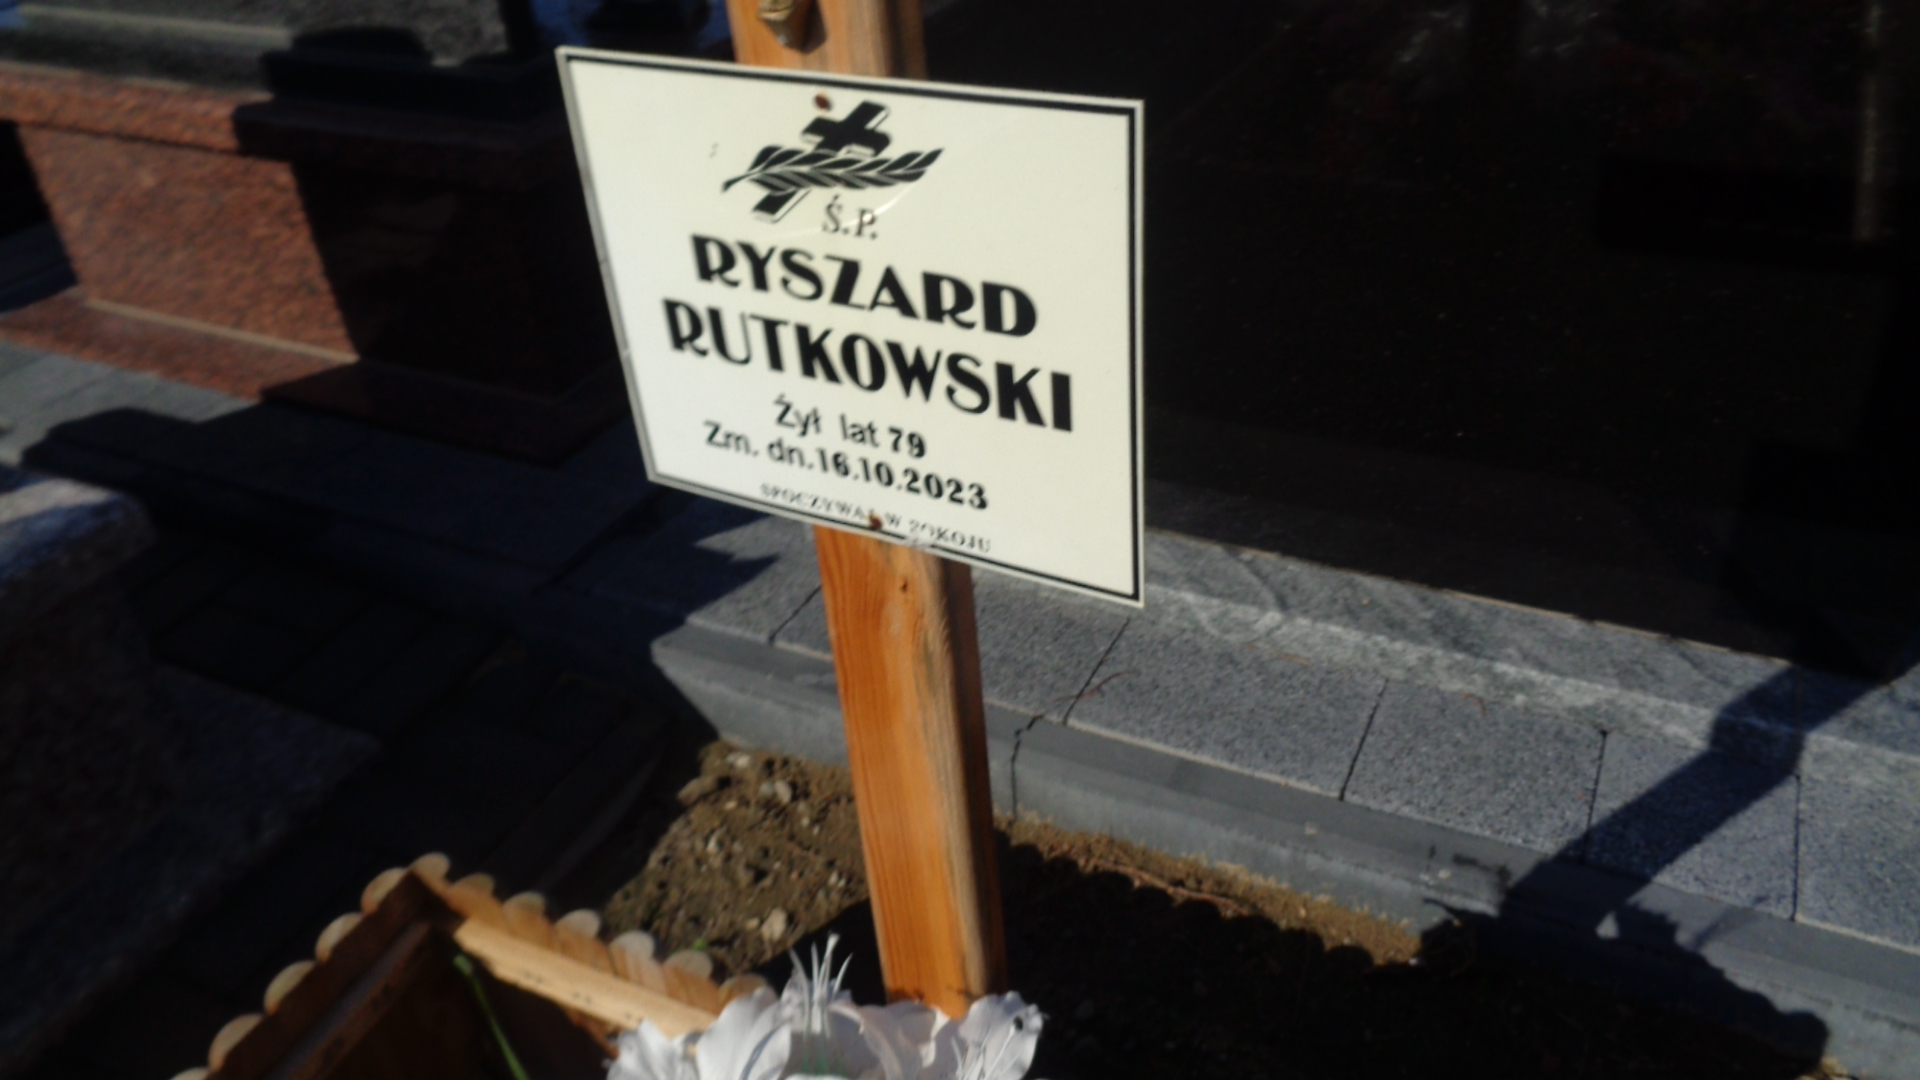 Ś.P.
RYSZARD
RUTKOWSKI
Żył lat 79
Zm. dn. 16.10.2023
SPOCZYWAJ W POKOJU